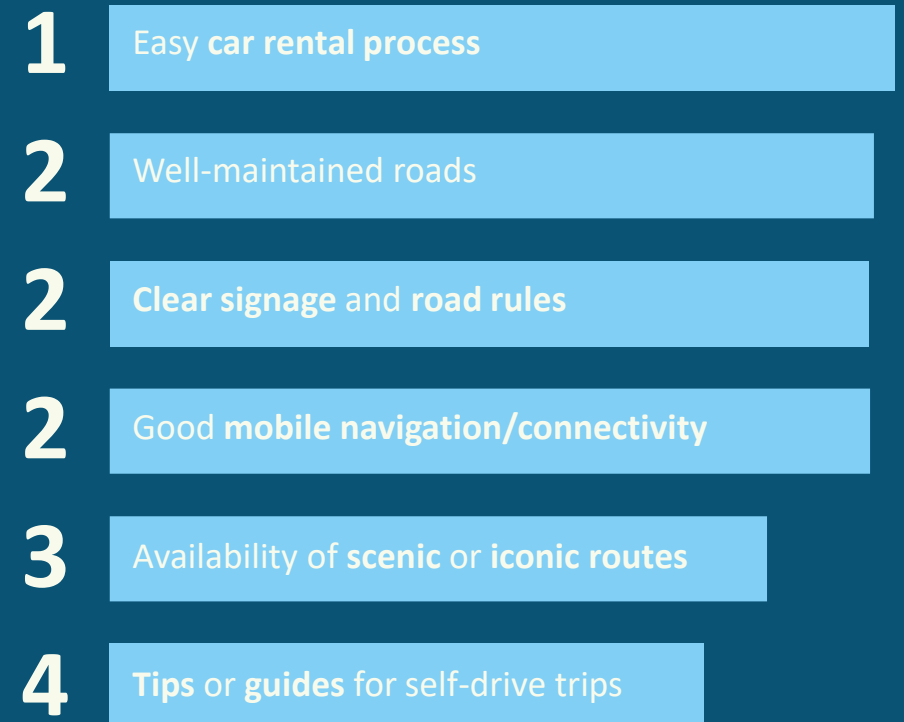 1 Easy car rental process
2 Well-maintained roads
2 Clear signage and road rules
2 Good mobile navigation/connectivity
3 Availability of scenic or iconic routes
4 Tips or guides for self-drive trips